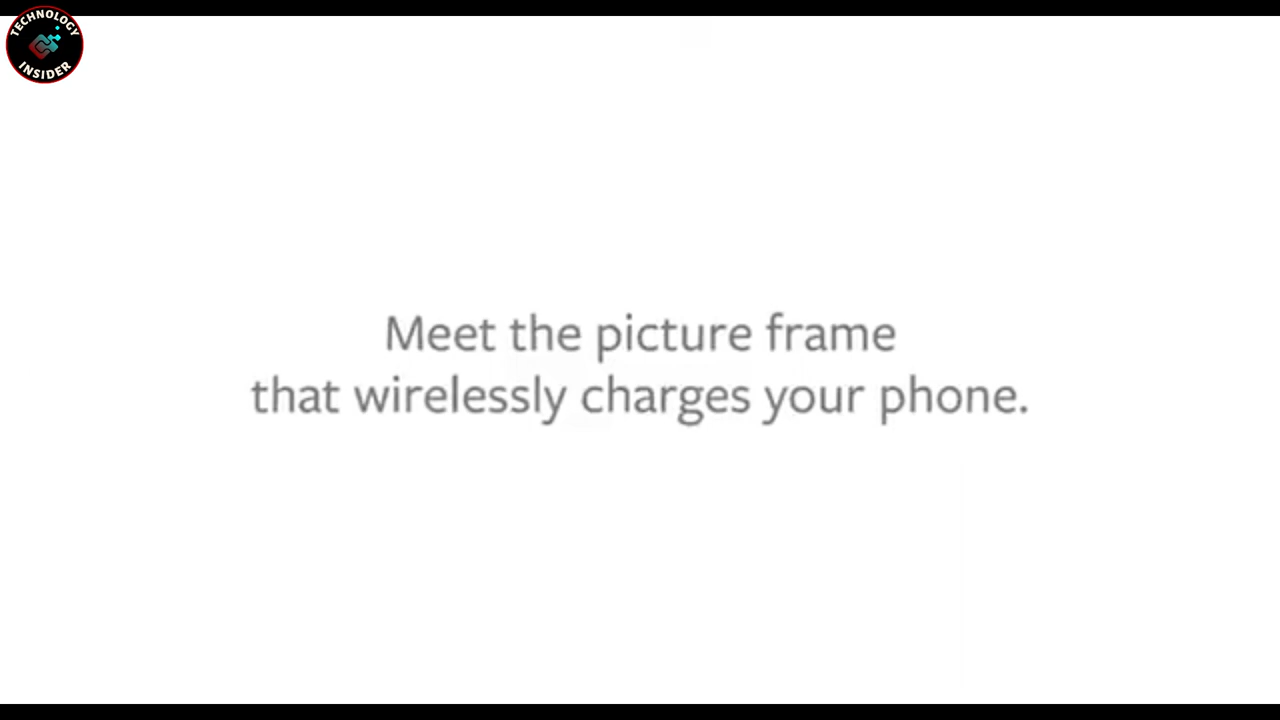 TECHNOLOGY
INSIDER
Meet the picture frame
that wirelessly charges your phone.